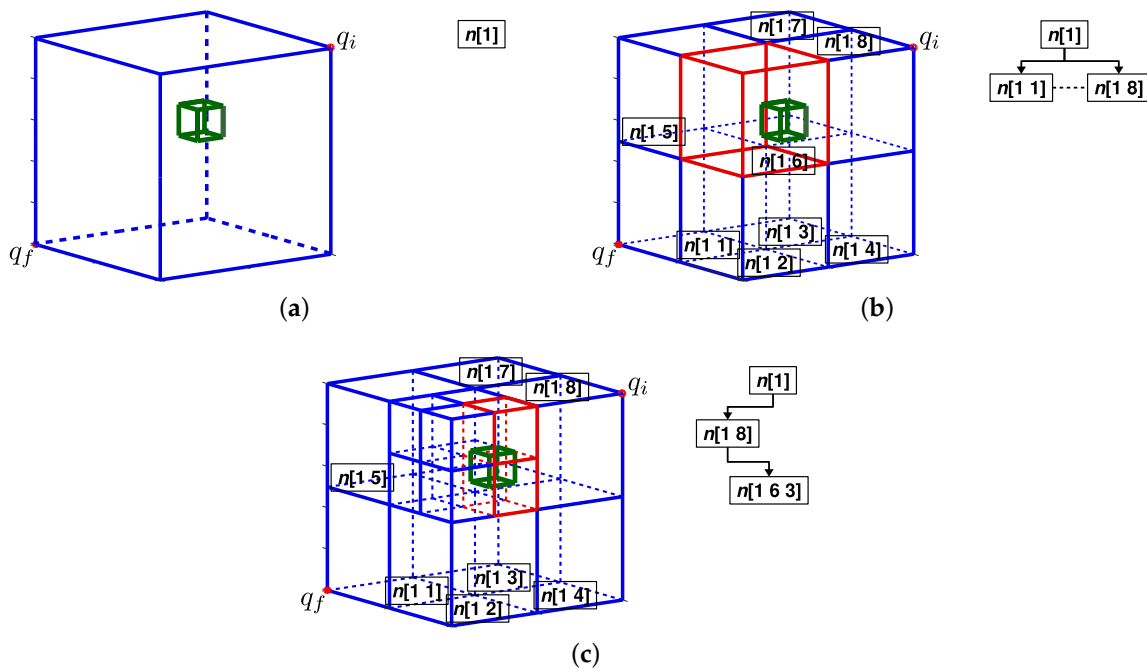 q_i
n[1]
q_f
(a)
n[1 7]
n[1 8]
q_i
n[1 5]
n[1 6]
q_f
n[1 1]
n[1 3]
n[1 2]
n[1 4]
n[1]
n[1 1]
n[1 8]
(b)
n[1 7]
n[1 8]
q_i
n[1 5]
q_f
n[1 1]
n[1 3]
n[1 2]
n[1 4]
n[1]
n[1 8]
n[1 6 3]
(c)